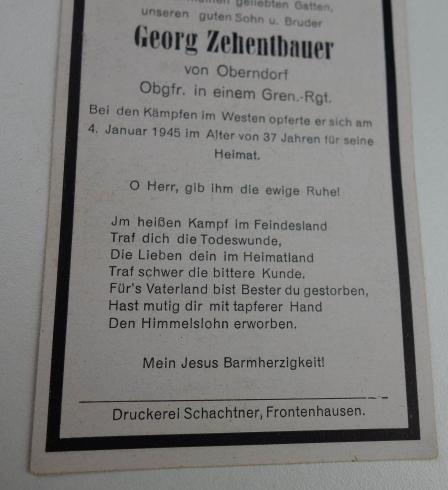 meinen geliebten Gatten,
unseren guten Sohn u. Bruder
Georg Zehentbauer
von Oberndorf
Obgfr. in einem Gren.-Rgt.
Bei den Kämpfen im Westen opferte er sich am
4. Januar 1945 im Alter von 37 Jahren für seine
Heimat.
O Herr, gib ihm die ewige Ruhe!
Jm heißen Kampf im Feindesland
Traf dich die Todeswunde,
Die Lieben dein im Heimatland
Traf schwer die bittere Kunde.
Für's Vaterland bist Bester du gestorben,
Hast mutig dir mit tapferer Hand
Den Himmelslohn erworben.
Mein Jesus Barmherzigkeit!
Druckerei Schachtner, Frontenhausen.